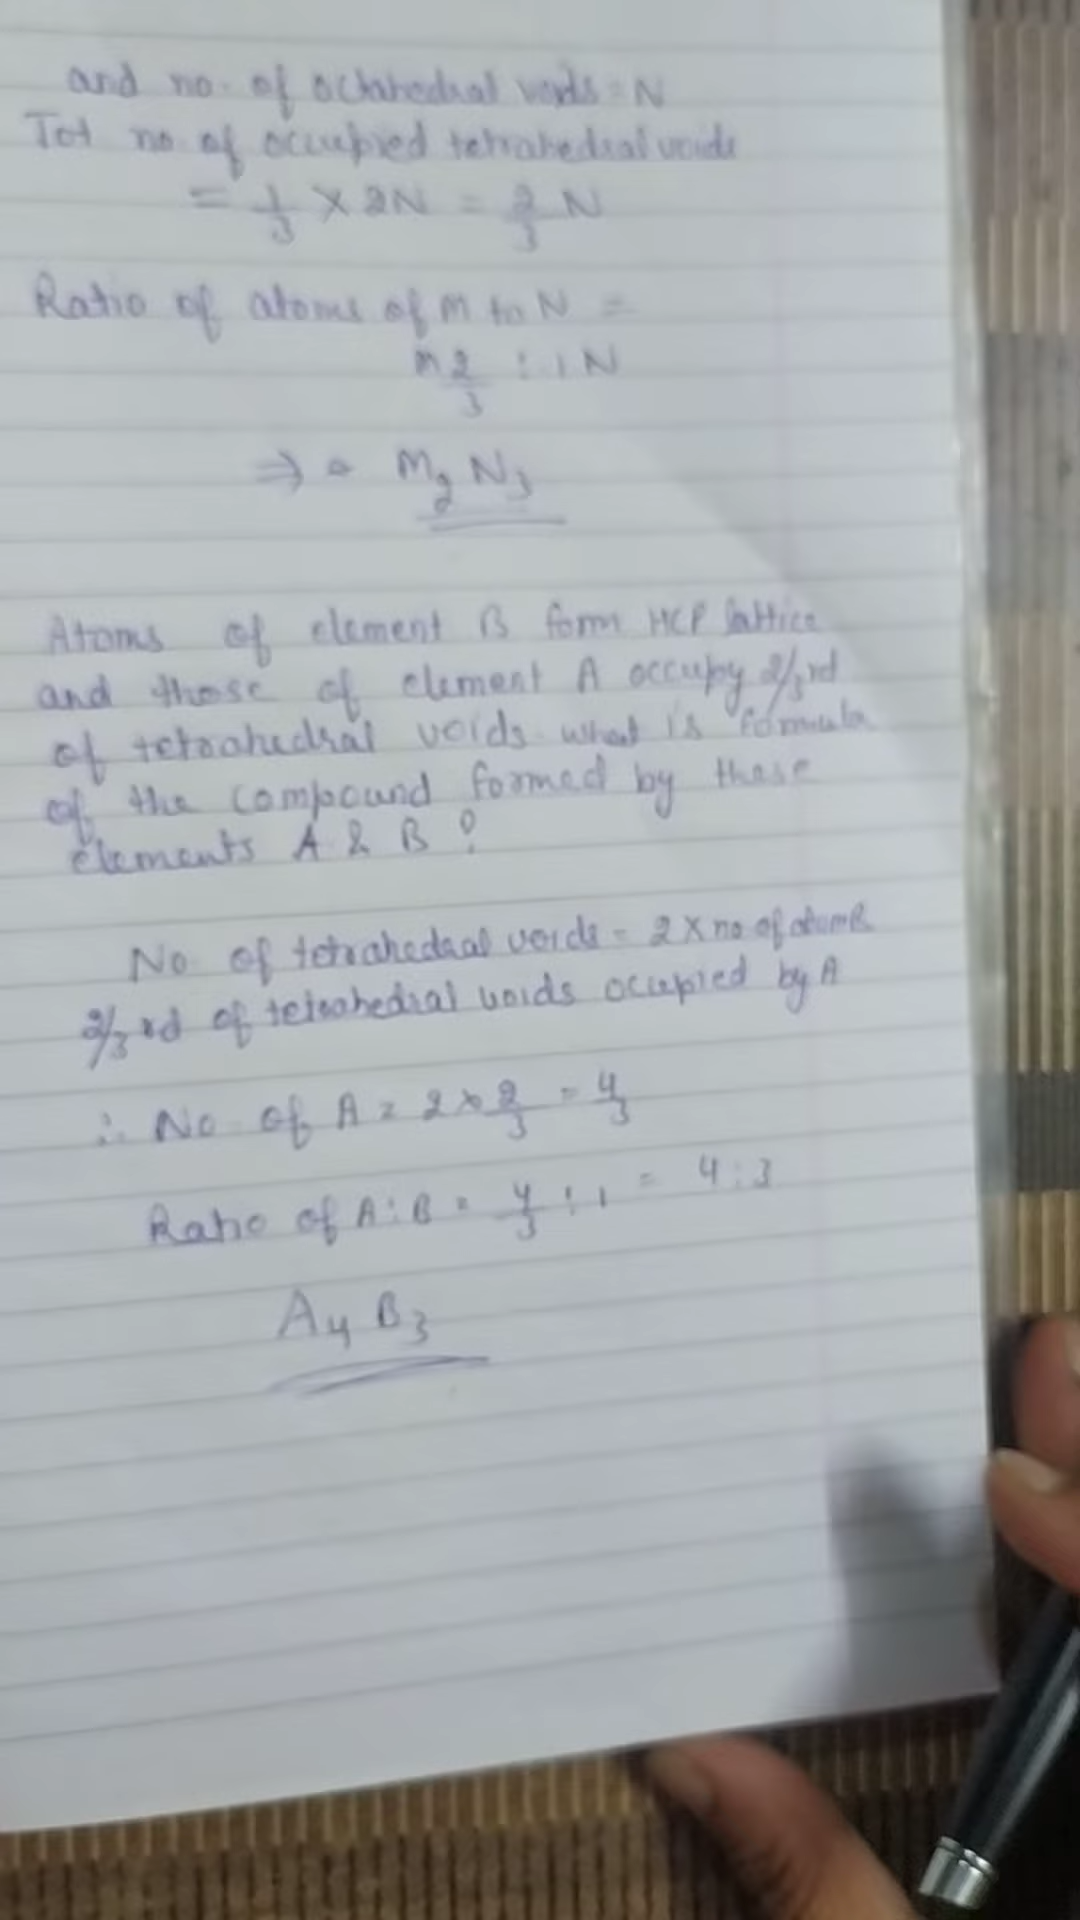 and no. of octahedral voids = N
Tot no of occupied tetrahedral voids
= 1/3 × 2N = 2/3 N
Ratio of atoms of M to N =
M 2/3 : 1 N
⇒ M2 N3
Atoms of element B form HCP lattice
and those of element A occupy 2/3rd
of tetrahedral voids. what is formula
of the compound formed by these
elements A & B ?
No. of tetrahedral voids = 2 × no of atom B
2/3rd of tetrahedral voids occupied by A
∴ No of A = 2 × 2/3 = 4/3
Ratio of A:B = 4/3 : 1 = 4:3
A4 B3